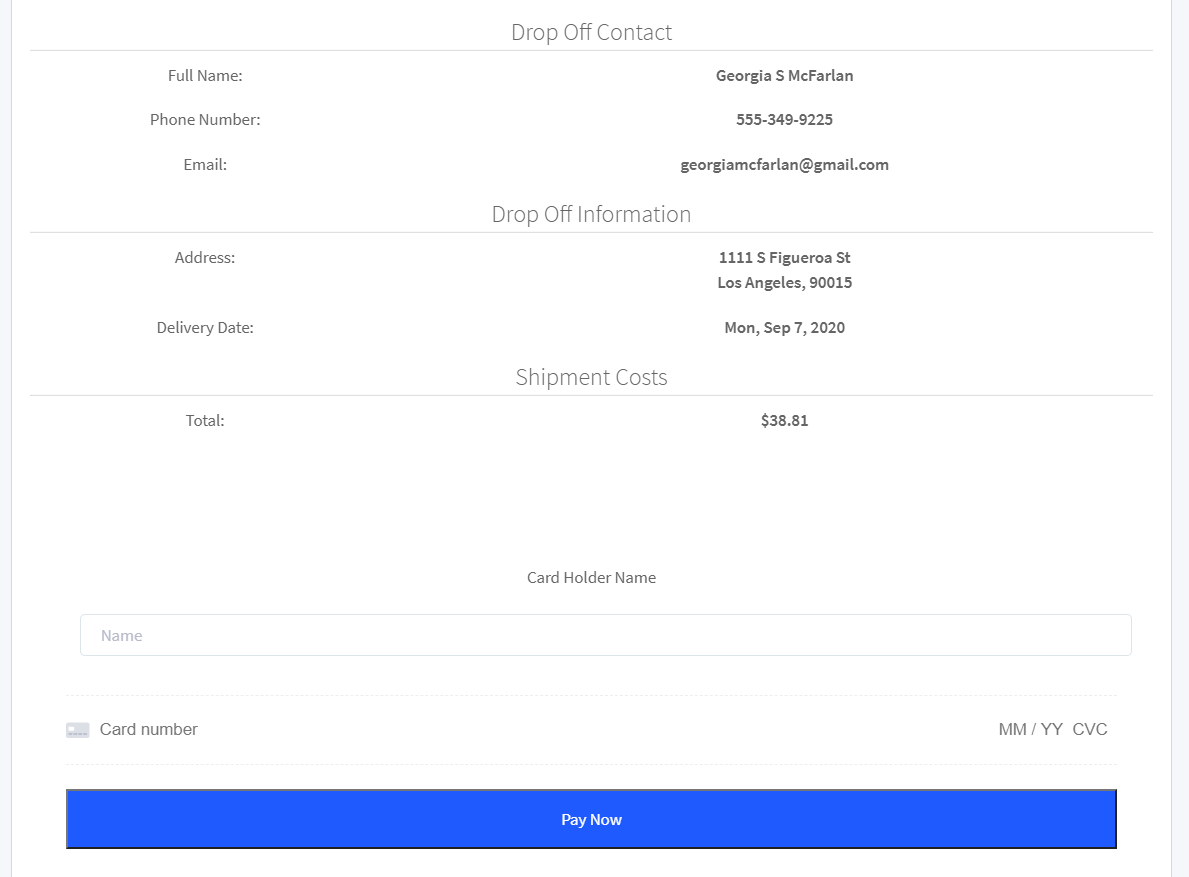 Drop Off Contact
Full Name: Georgia S McFarlan
Phone Number: 555-349-9225
Email: georgiamcfarlan@gmail.com
Drop Off Information
Address: 1111 S Figueroa St
Los Angeles, 90015
Delivery Date: Mon, Sep 7, 2020
Shipment Costs
Total: $38.81
Card Holder Name
Name
Card number MM / YY CVC
Pay Now